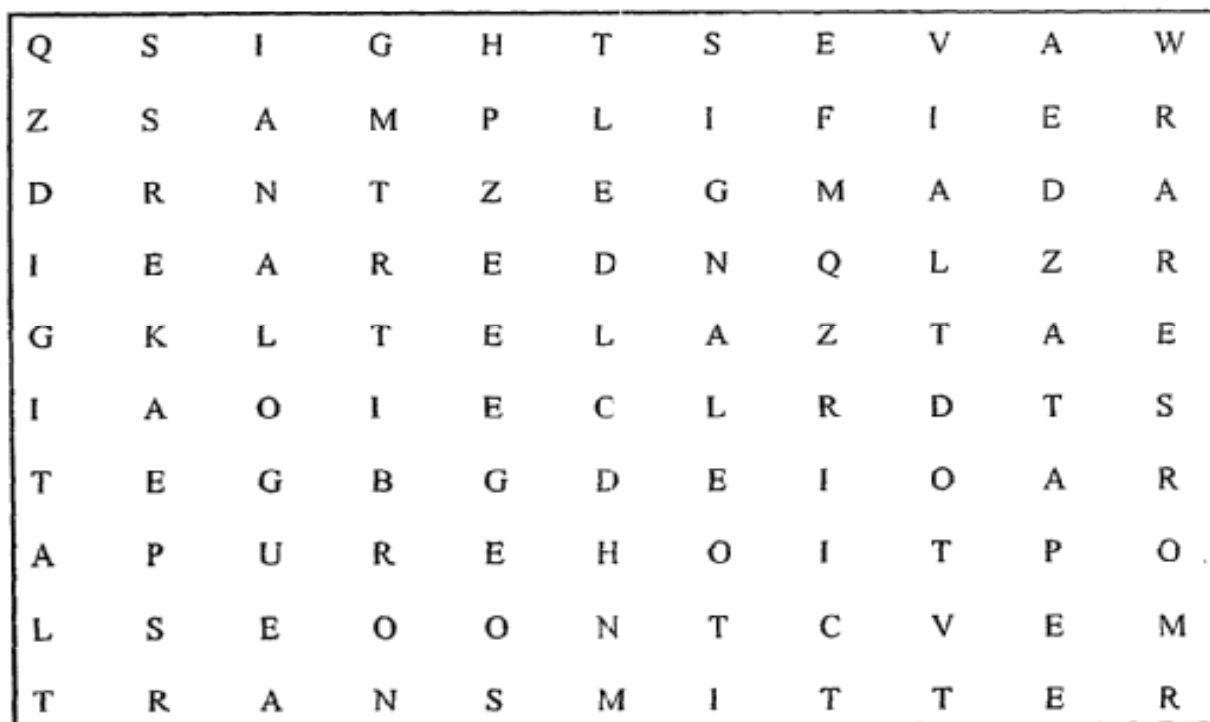 Q S I G H T S E V A W
Z S A M P L I F I E R
D R N T Z E G M A D A
I E A R E D N Q L Z R
G K L T E L A Z T A E
I A O I E C L R D T S
T E G B G D E I O A R
A P U R E H O I T P O
L S E O O N T C V E M
T R A N S M I T T E R